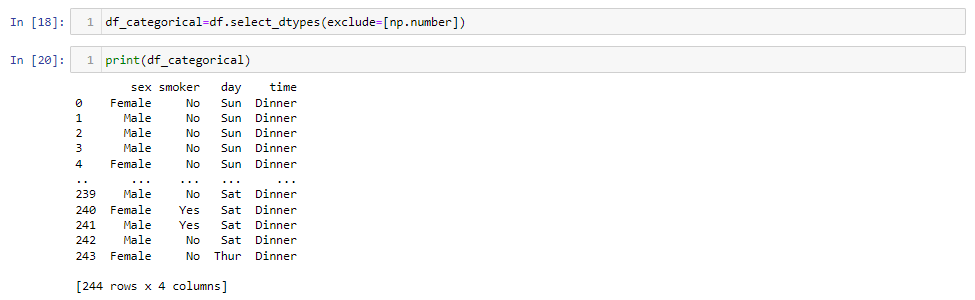 In [18]: 1 df_categorical=df.select_dtypes(exclude=[np.number])
In [20]: 1 print(df_categorical)
sex smoker day time
0 Female No Sun Dinner
1 Male No Sun Dinner
2 Male No Sun Dinner
3 Male No Sun Dinner
4 Female No Sun Dinner
.. ... ... ... ...
239 Male No Sat Dinner
240 Female Yes Sat Dinner
241 Male Yes Sat Dinner
242 Male No Sat Dinner
243 Female No Thur Dinner
[244 rows x 4 columns]